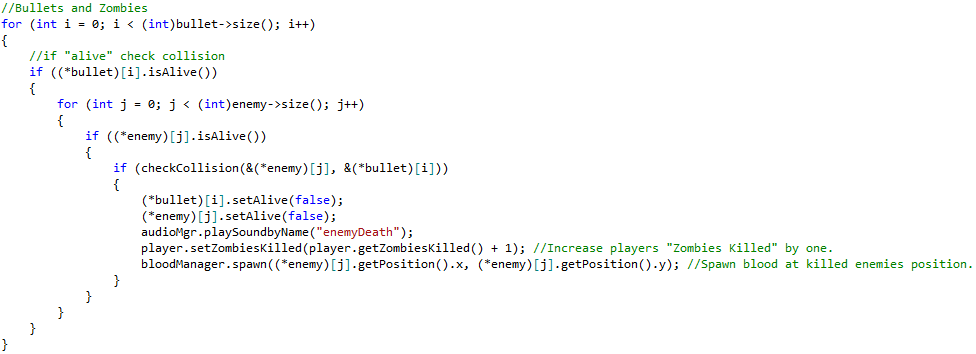 //Bullets and Zombies
for (int i = 0; i < (int)bullet->size(); i++)
{
    //if "alive" check collision
    if ((*bullet)[i].isAlive())
    {
        for (int j = 0; j < (int)enemy->size(); j++)
        {
            if ((*enemy)[j].isAlive())
            {
                if (checkCollision(&(*enemy)[j], &(*bullet)[i]))
                {
                    (*bullet)[i].setAlive(false);
                    (*enemy)[j].setAlive(false);
                    audioMgr.playSoundbyName("enemyDeath");
                    player.setZombiesKilled(player.getZombiesKilled() + 1); //Increase players "Zombies Killed" by one.
                    bloodManager.spawn((*enemy)[j].getPosition().x, (*enemy)[j].getPosition().y); //Spawn blood at killed enemies position.
                }
            }
        }
    }
}